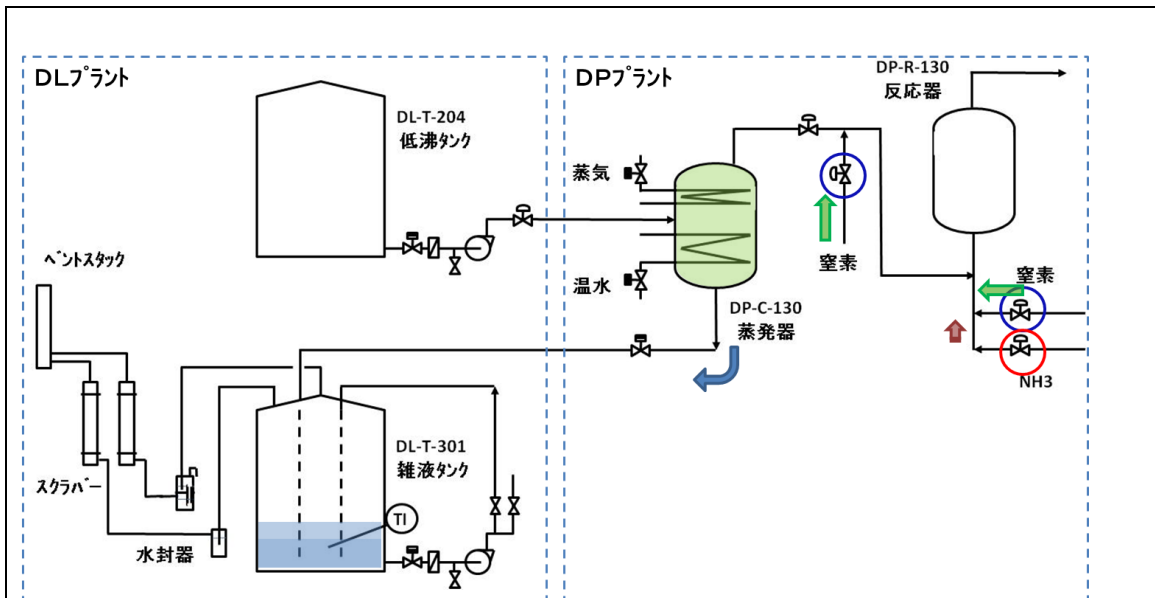 DLﾌﾟﾗﾝﾄ
DL-T-204
低沸タンク
ﾍﾞﾝﾄｽﾀｯｸ
ｽｸﾗﾊﾞｰ
水封器
DL-T-301
雑液タンク
TI
DPﾌﾟﾗﾝﾄ
DP-R-130
反応器
蒸気
温水
窒素
DP-C-130
蒸発器
窒素
NH3